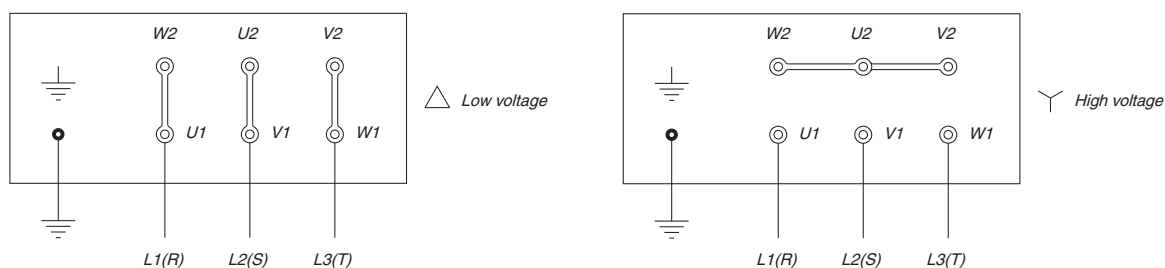 W2 U2 V2
U1 V1 W1
Low voltage
L1(R) L2(S) L3(T)
W2 U2 V2
U1 V1 W1
High voltage
L1(R) L2(S) L3(T)